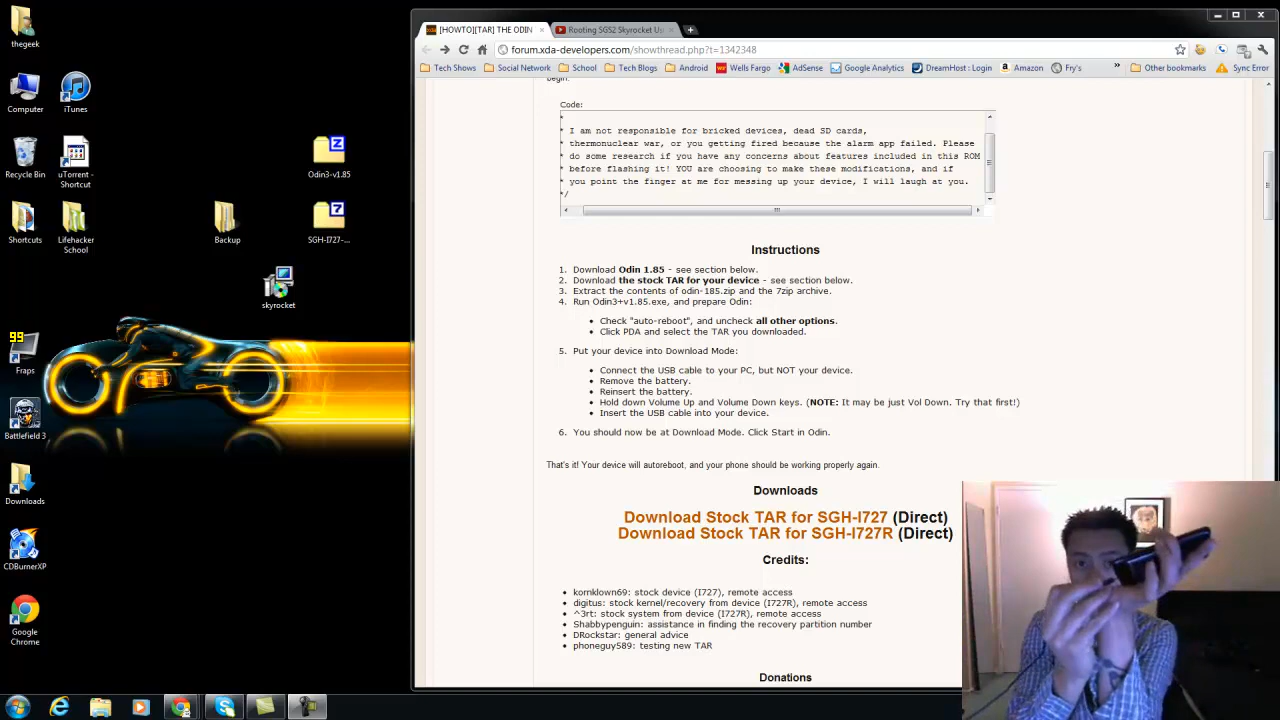 thegeek
Computer
iTunes
Recycle Bin
uTorrent -
Shortcut
Odin3-v1.85
Shortcuts
Lifehacker
School
Backup
SGH-I727-...
skyrocket
99
Fraps
Battlefield 3
Downloads
CDBurnerXP
Google
Chrome
[HOWTO][TAR] THE ODIN
Rooting SGS2 Skyrocket Us
forum.xda-developers.com/showthread.php?t=1342348
Tech Shows
Social Network
School
Tech Blogs
Android
Wells Fargo
AdSense
Google Analytics
DreamHost : Login
Amazon
Fry's
»
Other bookmarks
Sync Error
begin.
Code:
*
* I am not responsible for bricked devices, dead SD cards,
* thermonuclear war, or you getting fired because the alarm app failed. Please
* do some research if you have any concerns about features included in this ROM
* before flashing it! YOU are choosing to make these modifications, and if
* you point the finger at me for messing up your device, I will laugh at you.
*/
Instructions
1. Download Odin 1.85 - see section below.
2. Download the stock TAR for your device - see section below.
3. Extract the contents of odin-185.zip and the 7zip archive.
4. Run Odin3+v1.85.exe, and prepare Odin:
• Check "auto-reboot", and uncheck all other options.
• Click PDA and select the TAR you downloaded.
5. Put your device into Download Mode:
• Connect the USB cable to your PC, but NOT your device.
• Remove the battery.
• Reinsert the battery.
• Hold down Volume Up and Volume Down keys. (NOTE: It may be just Vol Down. Try that first!)
• Insert the USB cable into your device.
6. You should now be at Download Mode. Click Start in Odin.
That's it! Your device will autoreboot, and your phone should be working properly again.
Downloads
Download Stock TAR for SGH-I727 (Direct)
Download Stock TAR for SGH-I727R (Direct)
Credits:
• kornklown69: stock device (I727), remote access
• digitus: stock kernel/recovery from device (I727R), remote access
• ^3rt: stock system from device (I727R), remote access
• Shabbypenguin: assistance in finding the recovery partition number
• DRockstar: general advice
• phoneguy589: testing new TAR
Donations